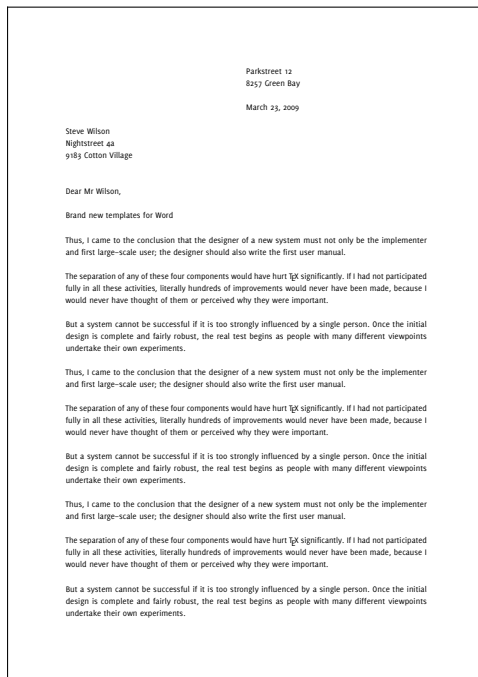 Parkstreet 12
8257 Green Bay
March 23, 2009
Steve Wilson
Nightstreet 4a
9183 Cotton Village
Dear Mr Wilson,
Brand new templates for Word
Thus, I came to the conclusion that the designer of a new system must not only be the implementer
and first large–scale user; the designer should also write the first user manual.
The separation of any of these four components would have hurt TEX significantly. If I had not participated
fully in all these activities, literally hundreds of improvements would never have been made, because I
would never have thought of them or perceived why they were important.
But a system cannot be successful if it is too strongly influenced by a single person. Once the initial
design is complete and fairly robust, the real test begins as people with many different viewpoints
undertake their own experiments.
Thus, I came to the conclusion that the designer of a new system must not only be the implementer
and first large–scale user; the designer should also write the first user manual.
The separation of any of these four components would have hurt TEX significantly. If I had not participated
fully in all these activities, literally hundreds of improvements would never have been made, because I
would never have thought of them or perceived why they were important.
But a system cannot be successful if it is too strongly influenced by a single person. Once the initial
design is complete and fairly robust, the real test begins as people with many different viewpoints
undertake their own experiments.
Thus, I came to the conclusion that the designer of a new system must not only be the implementer
and first large–scale user; the designer should also write the first user manual.
The separation of any of these four components would have hurt TEX significantly. If I had not participated
fully in all these activities, literally hundreds of improvements would never have been made, because I
would never have thought of them or perceived why they were important.
But a system cannot be successful if it is too strongly influenced by a single person. Once the initial
design is complete and fairly robust, the real test begins as people with many different viewpoints
undertake their own experiments.